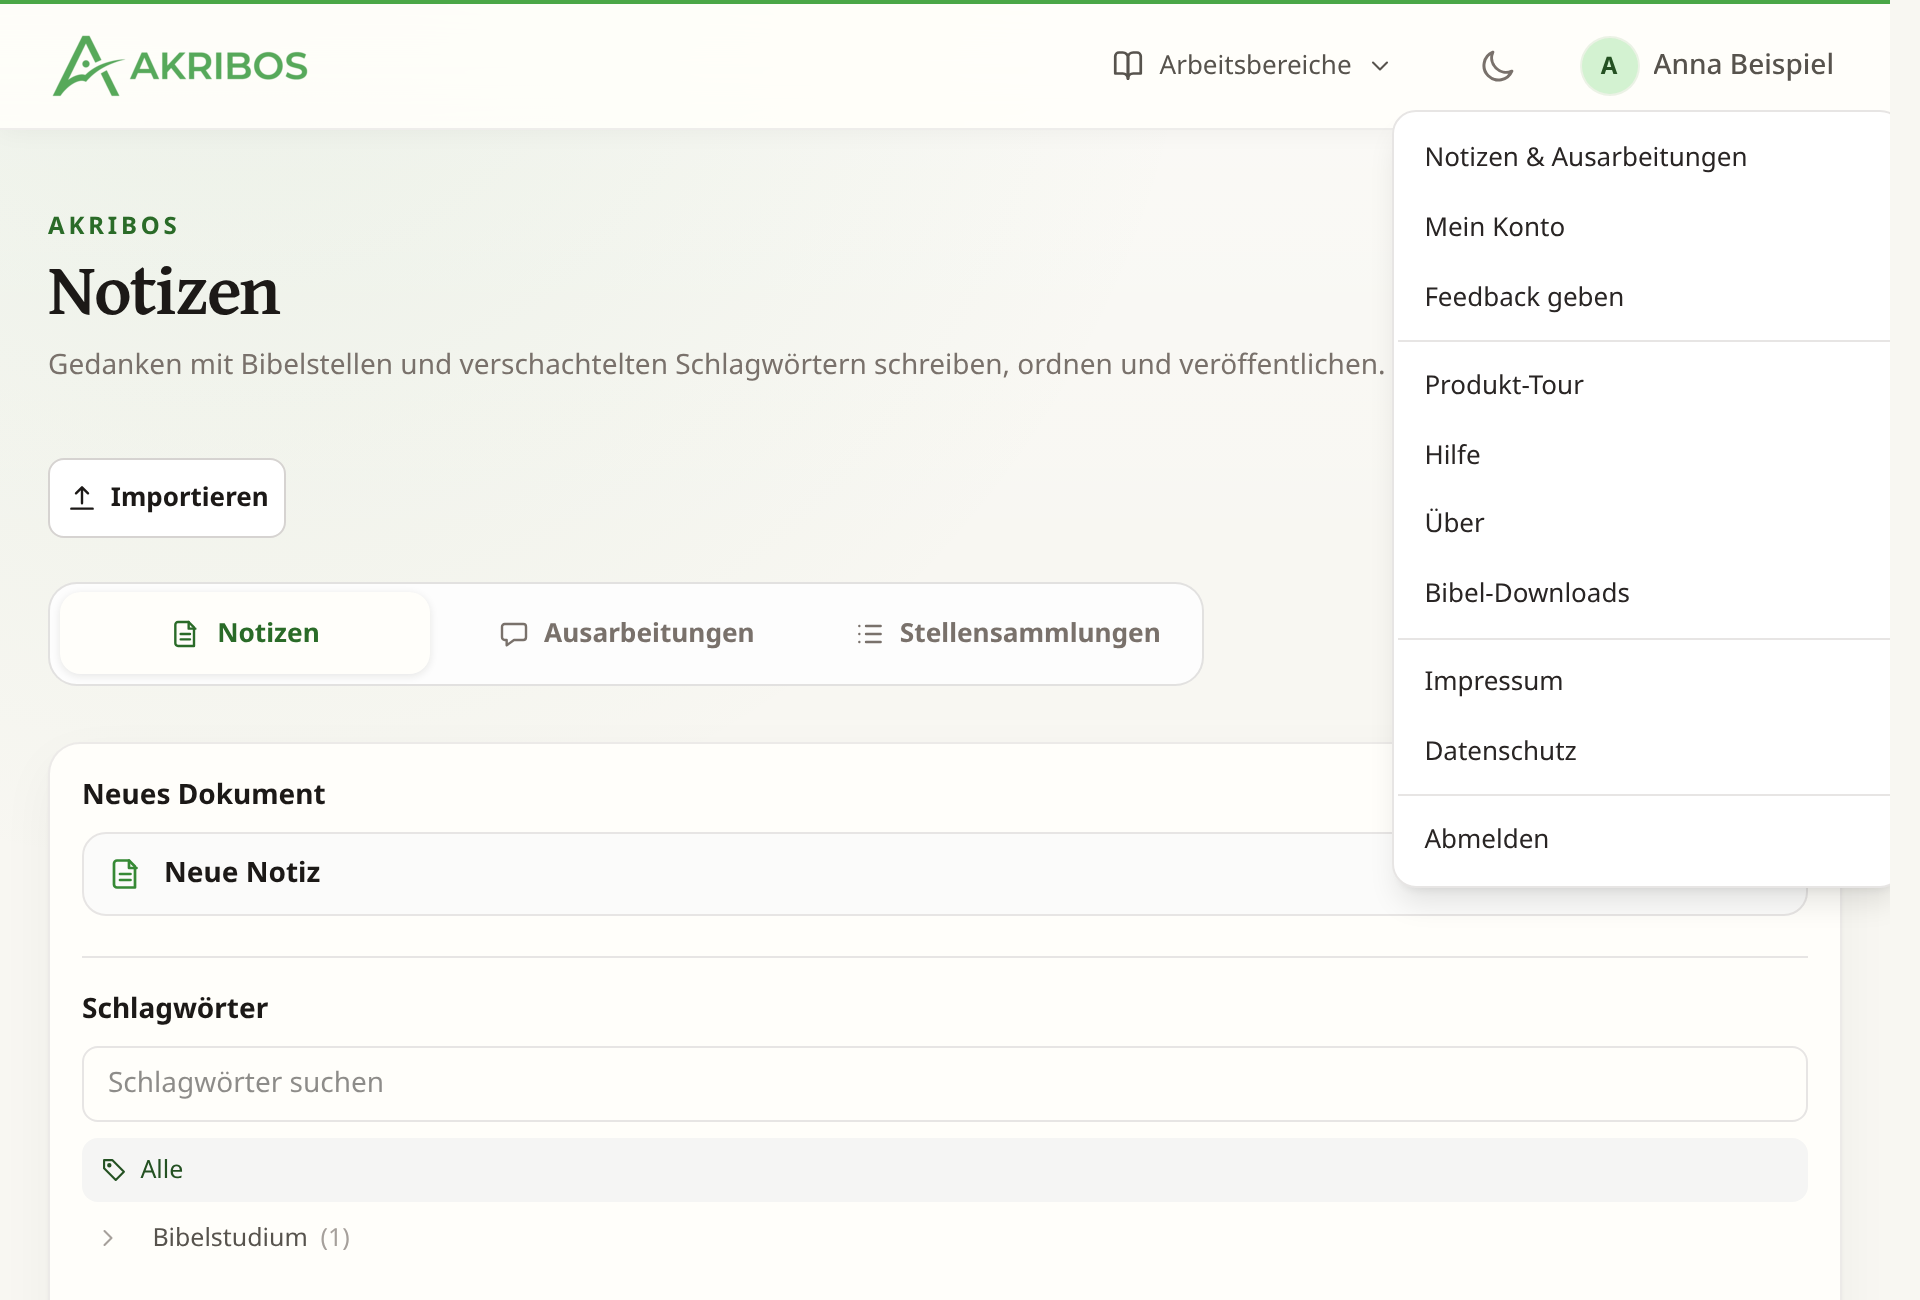 AKRIBOS
Arbeitsbereiche
A
Anna Beispiel
Notizen & Ausarbeitungen
Mein Konto
Feedback geben
Produkt-Tour
Hilfe
Über
Bibel-Downloads
Impressum
Datenschutz
Abmelden
AKRIBOS
Notizen
Gedanken mit Bibelstellen und verschachtelten Schlagwörtern schreiben, ordnen und veröffentlichen.
Importieren
Notizen
Ausarbeitungen
Stellensammlungen
Neues Dokument
Neue Notiz
Schlagwörter
Schlagwörter suchen
Alle
Bibelstudium (1)